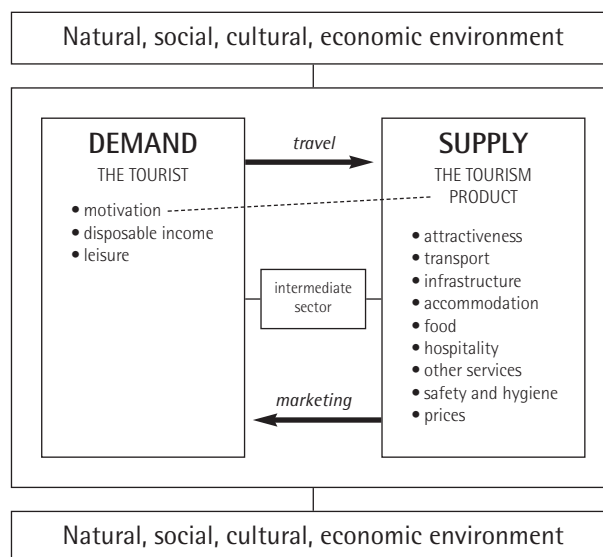 Natural, social, cultural, economic environment
DEMAND
THE TOURIST
• motivation
• disposable income
• leisure
travel
intermediate
sector
marketing
SUPPLY
THE TOURISM
PRODUCT
• attractiveness
• transport
• infrastructure
• accommodation
• food
• hospitality
• other services
• safety and hygiene
• prices
Natural, social, cultural, economic environment